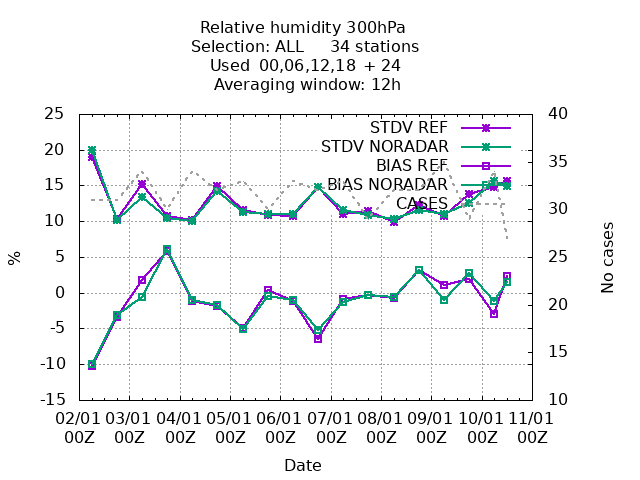 Relative humidity 300hPa
Selection: ALL 34 stations
Used 00,06,12,18 + 24
Averaging window: 12h
STDV REF
STDV NORADAR
BIAS REF
BIAS NORADAR
CASES
25
20
15
10
5
0
-5
-10
-15
%
40
35
30
25
20
15
10
No cases
02/01 03/01 04/01 05/01 06/01 07/01 08/01 09/01 10/01 11/01
00Z 00Z 00Z 00Z 00Z 00Z 00Z 00Z 00Z 00Z
Date